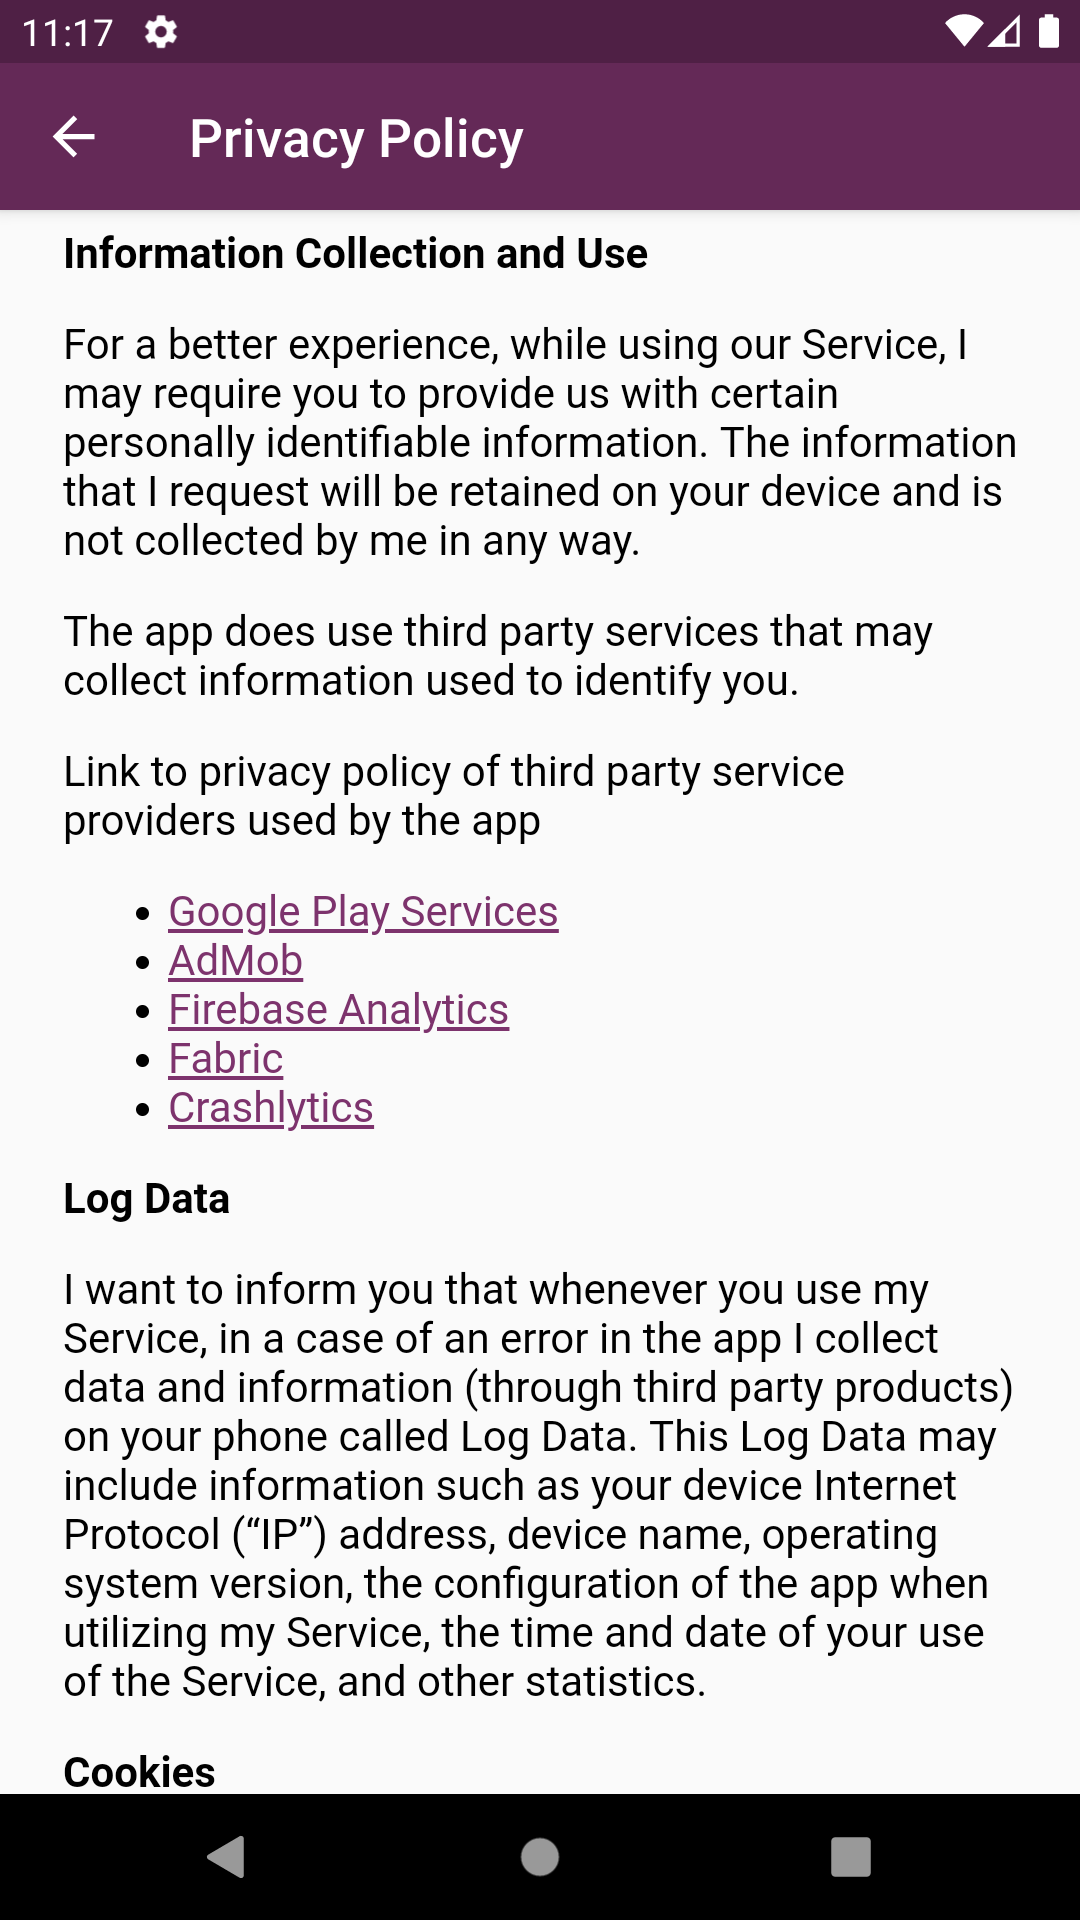 11:17
Privacy Policy
Information Collection and Use
For a better experience, while using our Service, I
may require you to provide us with certain
personally identifiable information. The information
that I request will be retained on your device and is
not collected by me in any way.
The app does use third party services that may
collect information used to identify you.
Link to privacy policy of third party service
providers used by the app
• Google Play Services
• AdMob
• Firebase Analytics
• Fabric
• Crashlytics
Log Data
I want to inform you that whenever you use my
Service, in a case of an error in the app I collect
data and information (through third party products)
on your phone called Log Data. This Log Data may
include information such as your device Internet
Protocol (“IP”) address, device name, operating
system version, the configuration of the app when
utilizing my Service, the time and date of your use
of the Service, and other statistics.
Cookies